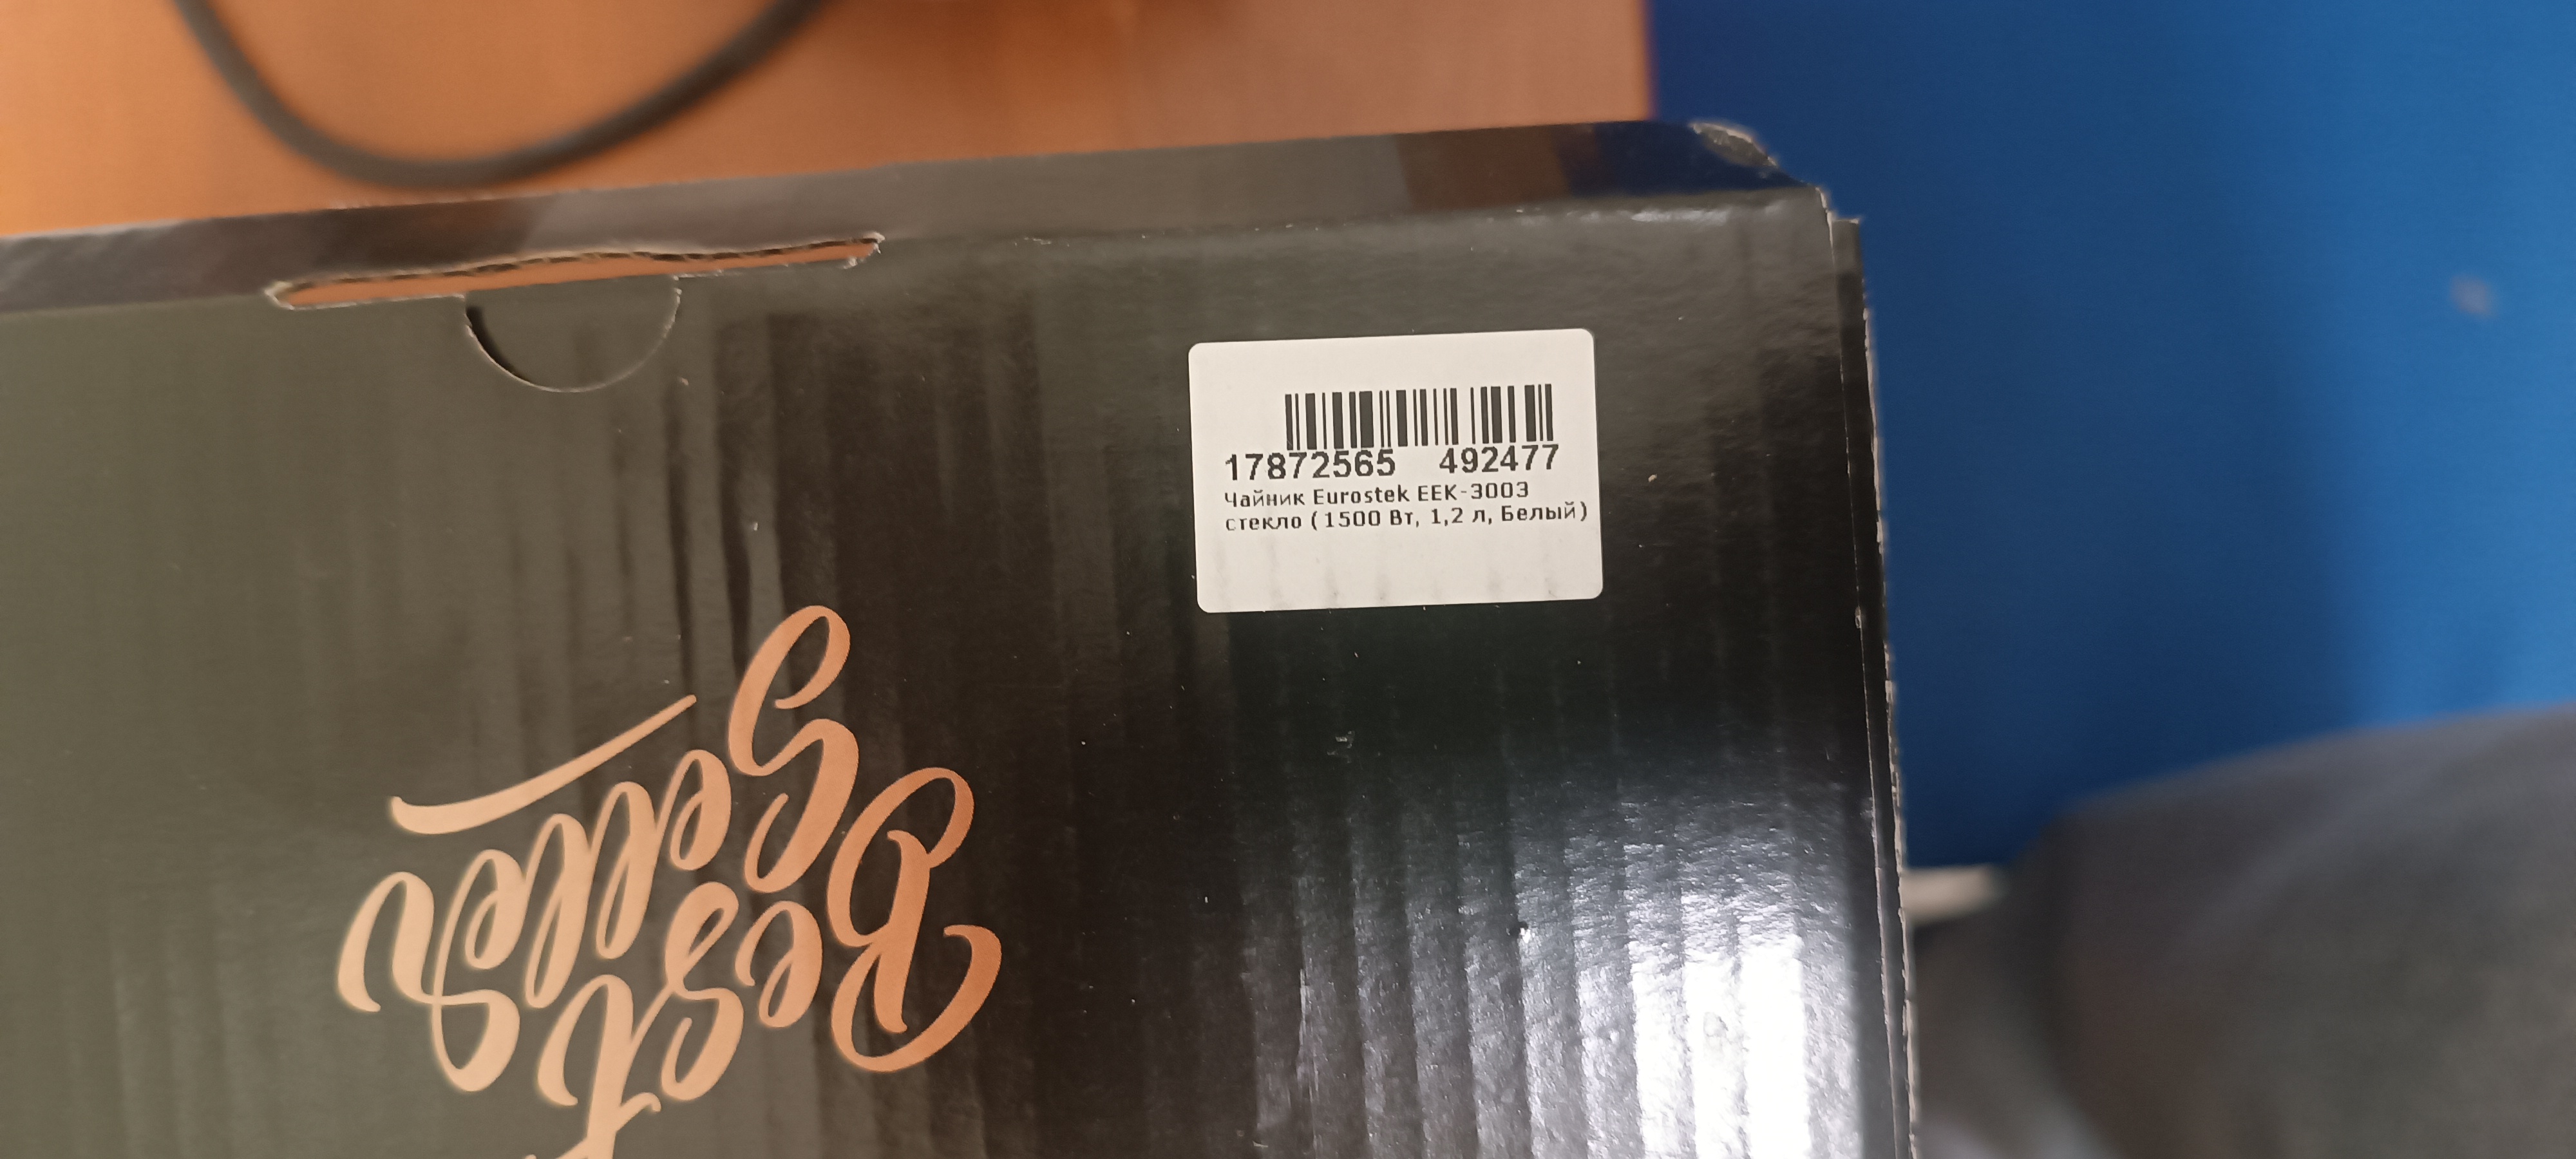 17872565 492477
Чайник Eurostek EEK-3003
стекло (1500 Вт, 1,2 л, Белый)
Best
Seller